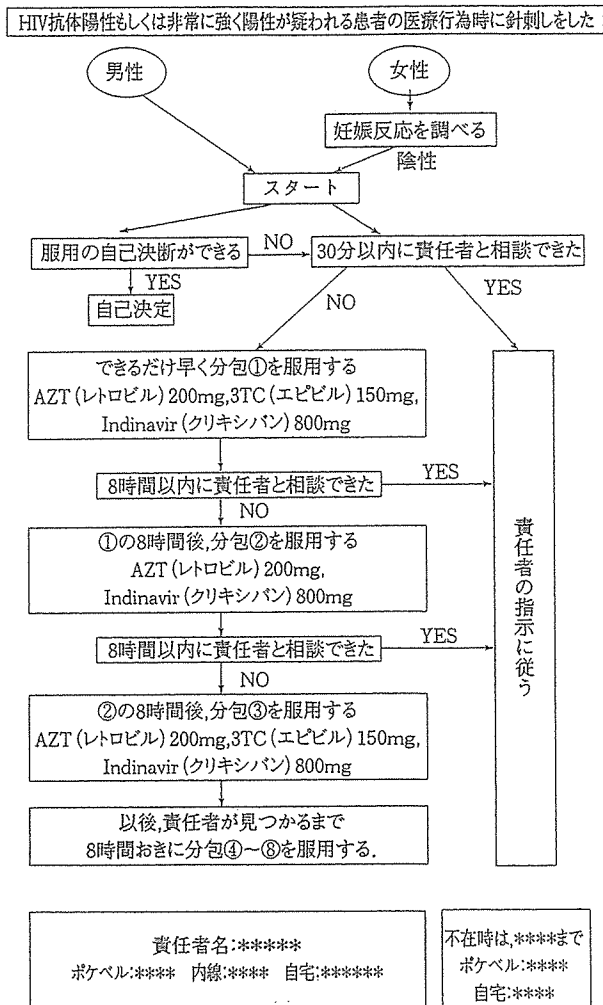 HIV抗体陽性もしくは非常に強く陽性が疑われる患者の医療行為時に針刺しをした
男性
女性
妊娠反応を調べる
陰性
スタート
服用の自己決断ができる
NO
30分以内に責任者と相談できた
YES
自己決定
NO
YES
できるだけ早く分包①を服用する
AZT(レトロビル)200mg,3TC(エピビル)150mg,
Indinavir(クリキシバン)800mg
8時間以内に責任者と相談できた
YES
NO
①の8時間後,分包②を服用する
AZT(レトロビル)200mg,
Indinavir(クリキシバン)800mg
8時間以内に責任者と相談できた
YES
NO
②の8時間後,分包③を服用する
AZT(レトロビル)200mg,3TC(エピビル)150mg,
Indinavir(クリキシバン)800mg
以後,責任者が見つかるまで
8時間おきに分包④~⑧を服用する.
責任者の指示に従う
責任者名:*****
ポケベル:**** 内線:**** 自宅:******
不在時は,****まで
ポケベル:****
自宅:****